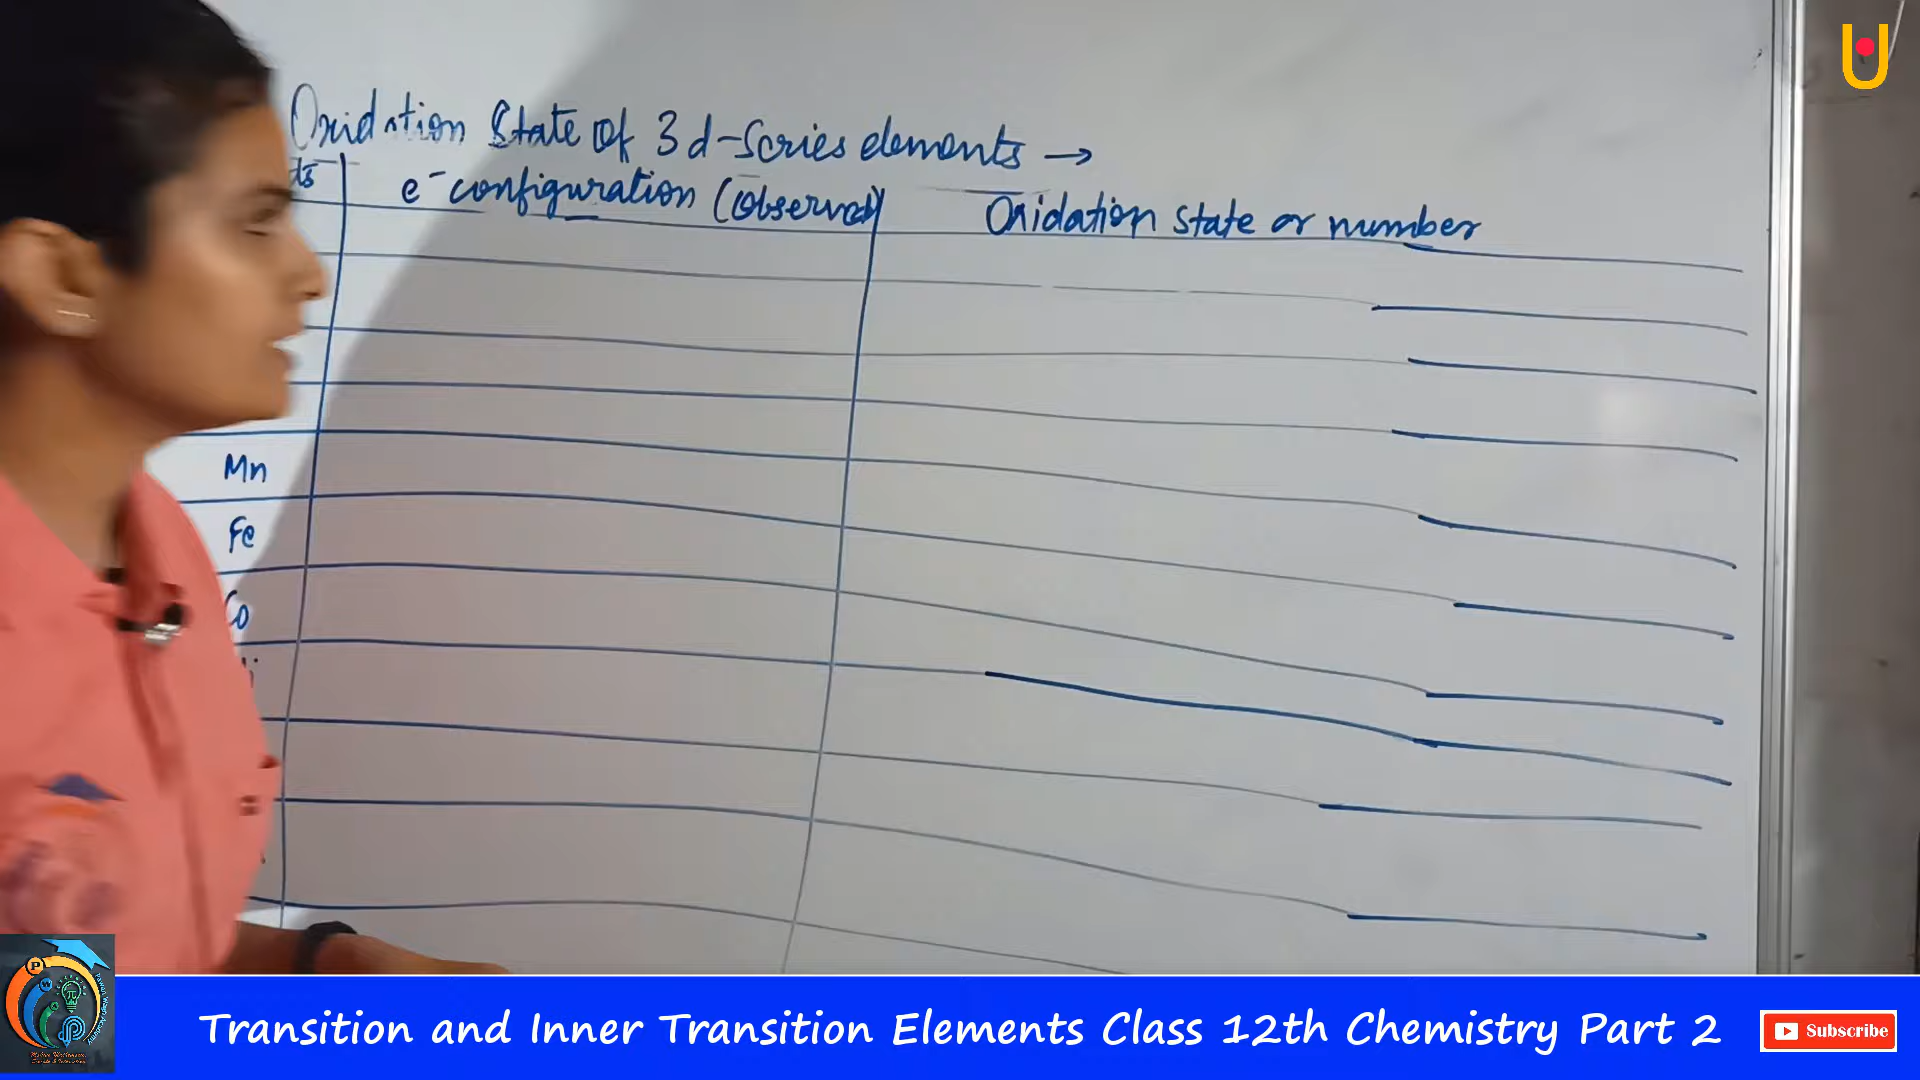 Oxidation State Of 3d-Series elements →
e⁻ configuration (Observed)
Oxidation state or number
Mn
Fe
Co
Transition and Inner Transition Elements Class 12th Chemistry Part 2
Subscribe